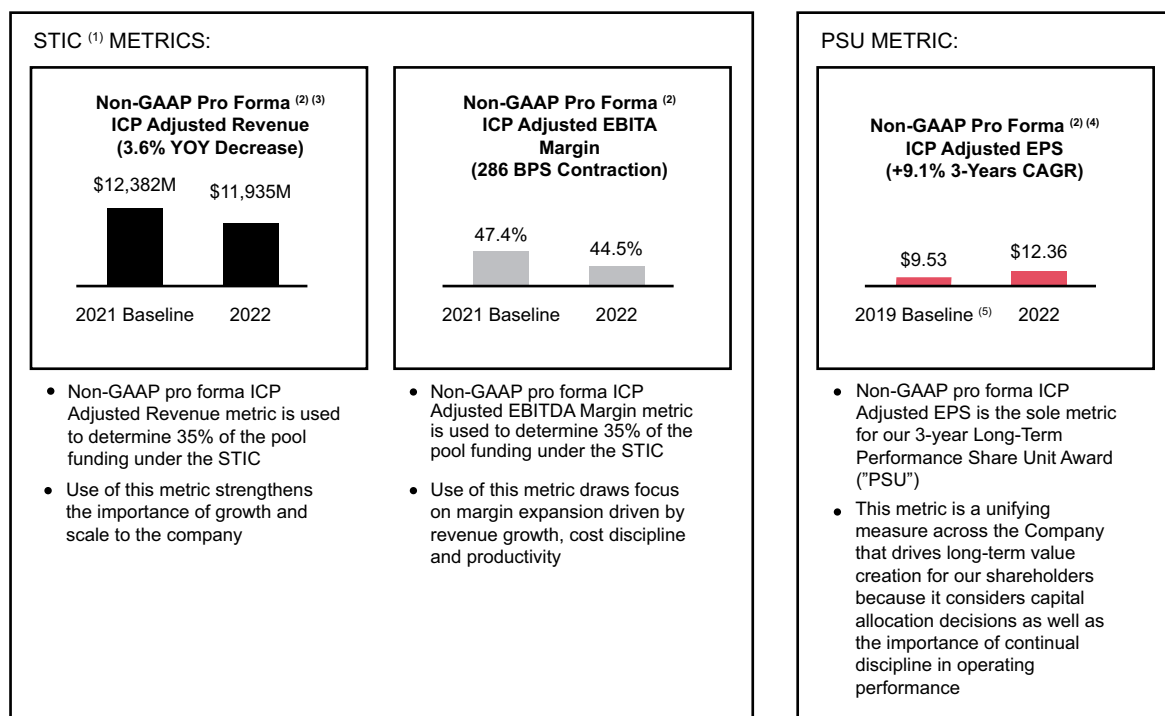 STIC (1) METRICS:
Non-GAAP Pro Forma (2) (3)
ICP Adjusted Revenue
(3.6% YOY Decrease)
$12,382M
$11,935M
2021 Baseline
2022
Non-GAAP pro forma ICP
Adjusted Revenue metric is used
to determine 35% of the pool
funding under the STIC
Use of this metric strengthens
the importance of growth and
scale to the company
Non-GAAP Pro Forma (2)
ICP Adjusted EBITA
Margin
(286 BPS Contraction)
47.4%
44.5%
2021 Baseline
2022
Non-GAAP pro forma ICP
Adjusted EBITDA Margin metric
is used to determine 35% of the
pool funding under the STIC
Use of this metric draws focus
on margin expansion driven by
revenue growth, cost discipline
and productivity
PSU METRIC:
Non-GAAP Pro Forma (2) (4)
ICP Adjusted EPS
(+9.1% 3-Years CAGR)
$9.53
$12.36
2019 Baseline (5)
2022
Non-GAAP pro forma ICP
Adjusted EPS is the sole metric
for our 3-year Long-Term
Performance Share Unit Award
(”PSU”)
This metric is a unifying
measure across the Company
that drives long-term value
creation for our shareholders
because it considers capital
allocation decisions as well as
the importance of continual
discipline in operating
performance